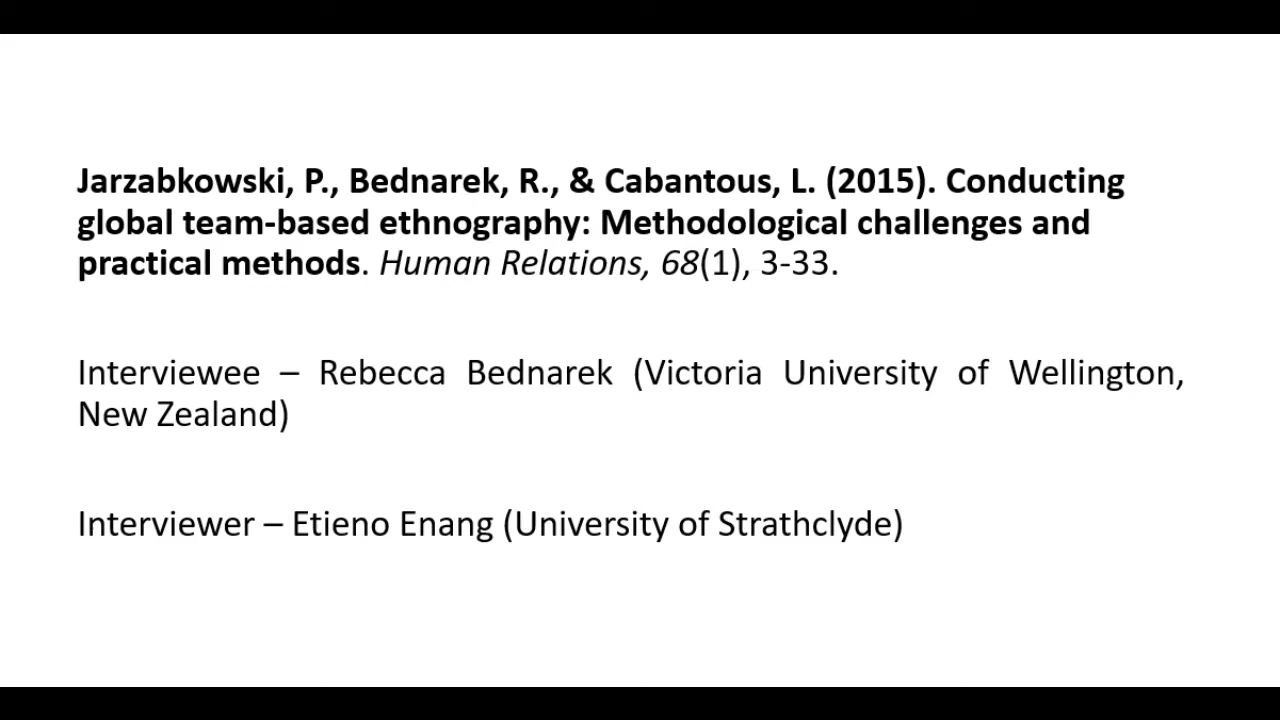 Jarzabkowski, P., Bednarek, R., & Cabantous, L. (2015). Conducting
global team-based ethnography: Methodological challenges and
practical methods. Human Relations, 68(1), 3-33.
Interviewee – Rebecca Bednarek (Victoria University of Wellington,
New Zealand)
Interviewer – Etieno Enang (University of Strathclyde)